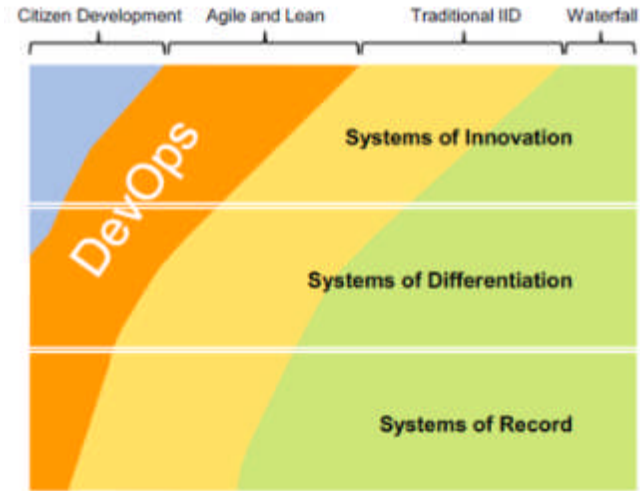 Citizen Development Agile and Lean Traditional IID Waterfall
DevOps
Systems of Innovation
Systems of Differentiation
Systems of Record